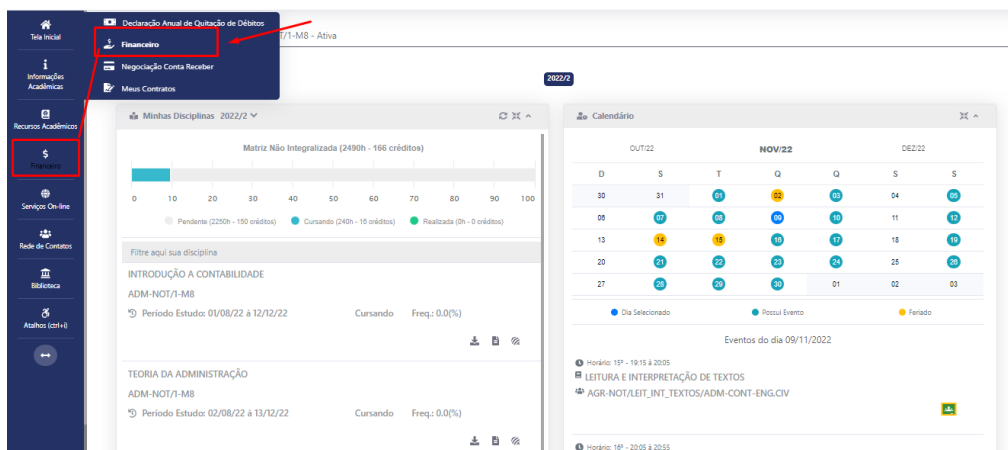 Tela Inicial
Informações
Acadêmicas
Recursos Acadêmicos
$
Financeiro
Serviços On-line
Rede de Contatos
Biblioteca
Atalhos (ctrl+i)
Declaração Anual de Quitação de Débitos
Financeiro
Negociação Conta Receber
Meus Contratos
T/1-M8 - Ativa
2022/2
Minhas Disciplinas 2022/2
Matriz Não Integralizada (2490h - 166 créditos)
0 10 20 30 40 50 60 70 80 90 100
Pendente (2250h - 150 créditos) Cursando (240h - 16 créditos) Realizada (0h - 0 créditos)
Filtre aqui sua disciplina
INTRODUÇÃO A CONTABILIDADE
ADM-NOT/1-M8
Período Estudo: 01/08/22 à 12/12/22 Cursando Freq.: 0.0(%)
TEORIA DA ADMINISTRAÇÃO
ADM-NOT/1-M8
Período Estudo: 02/08/22 à 13/12/22 Cursando Freq.: 0.0(%)
Calendário
OUT/22 NOV/22 DEZ/22
D S T Q Q S S
30 31 01 02 03 04 05
06 07 08 09 10 11 12
13 14 15 16 17 18 19
20 21 22 23 24 25 26
27 28 29 30 01 02 03
Dia Selecionado Possui Evento Feriado
Eventos do dia 09/11/2022
Horário: 15º - 19:15 à 20:05
LEITURA E INTERPRETAÇÃO DE TEXTOS
AGR-NOT/LEIT_INT_TEXTOS/ADM-CONT-ENG.CIV
Horário: 16º - 20:05 à 20:55